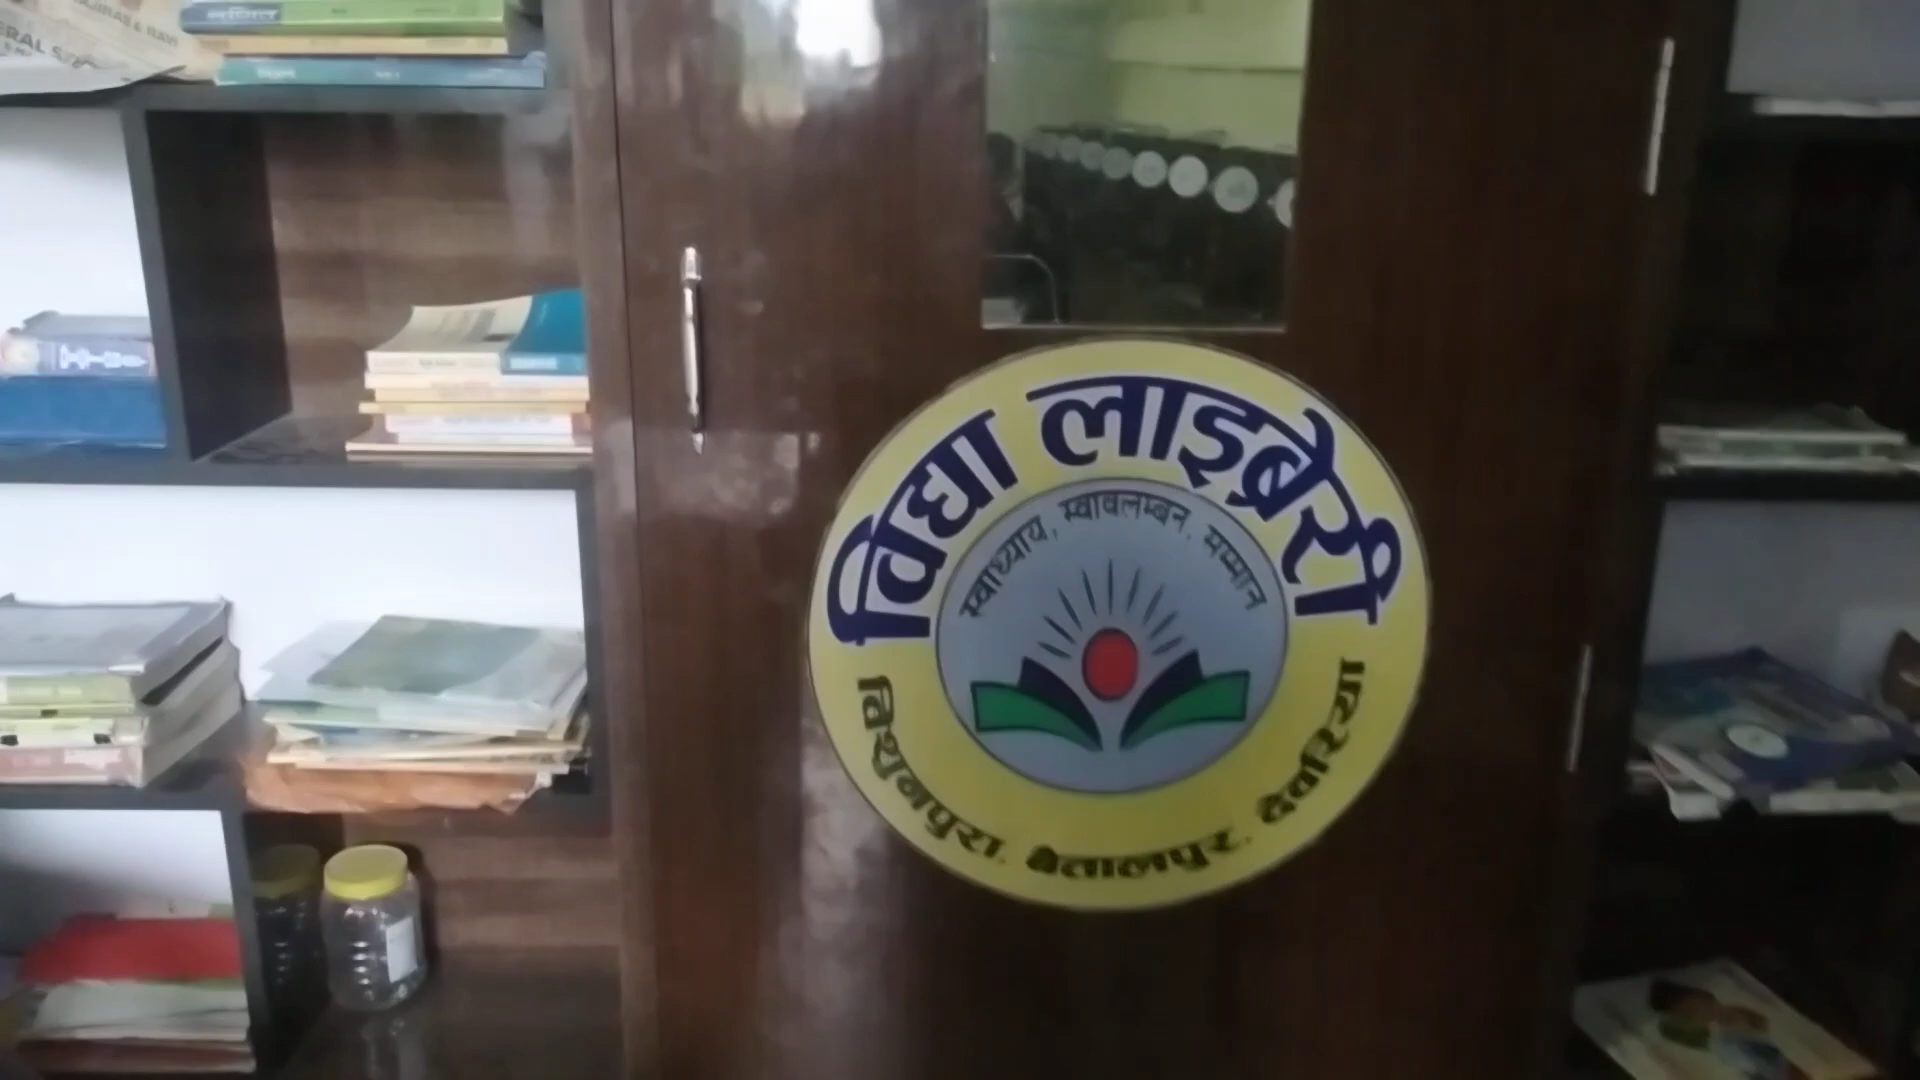 विद्या लाइब्रेरी
स्वाध्याय, स्वावलम्बन, सम्मान
विशुनपुरा, बैतालपुर, देवरिया